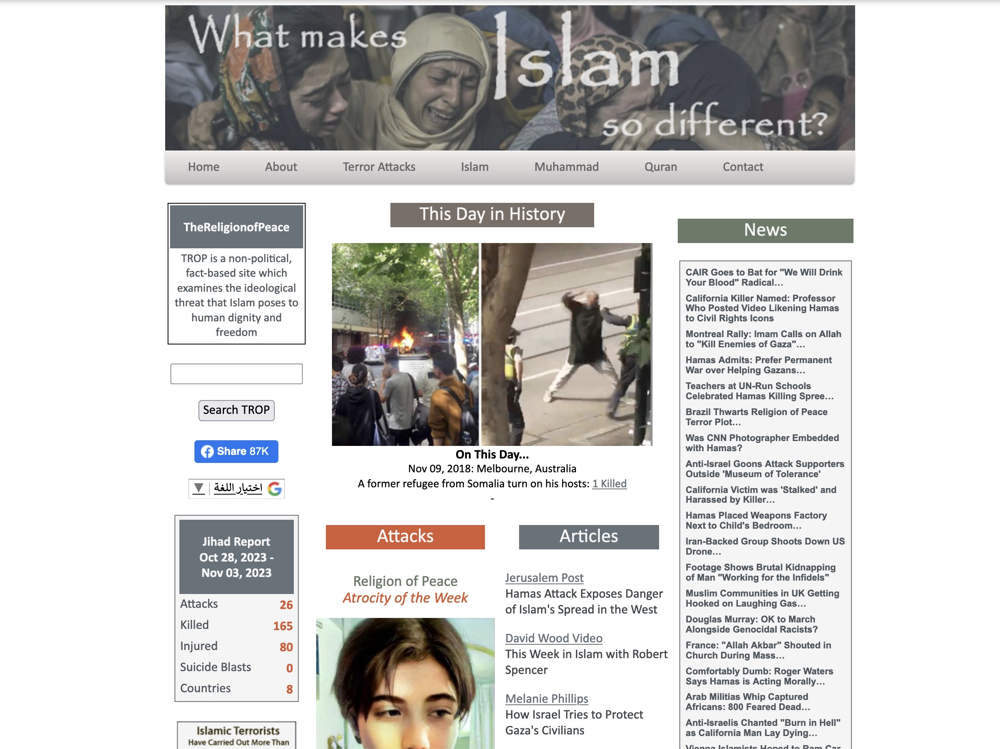 What makes
Islam
so different?
Home About Terror Attacks Islam Muhammad Quran Contact
TheReligionofPeace
TROP is a non-political,
fact-based site which
examines the ideological
threat that Islam poses to
human dignity and
freedom
Search TROP
Share 87K
اختيار اللغة
▼
Jihad Report
Oct 28, 2023 -
Nov 03, 2023
Attacks 26
Killed 165
Injured 80
Suicide Blasts 0
Countries 8
Islamic Terrorists
Have Carried Out More Than
This Day in History
On This Day...
Nov 09, 2018: Melbourne, Australia
A former refugee from Somalia turn on his hosts: 1 Killed
-
Attacks
Religion of Peace
Atrocity of the Week
Articles
Jerusalem Post
Hamas Attack Exposes Danger
of Islam's Spread in the West
David Wood Video
This Week in Islam with Robert
Spencer
Melanie Phillips
How Israel Tries to Protect
Gaza's Civilians
News
CAIR Goes to Bat for "We Will Drink
Your Blood" Radical…
California Killer Named: Professor
Who Posted Video Likening Hamas
to Civil Rights Icons
Montreal Rally: Imam Calls on Allah
to "Kill Enemies of Gaza"…
Hamas Admits: Prefer Permanent
War over Helping Gazans…
Teachers at UN-Run Schools
Celebrated Hamas Killing Spree…
Brazil Thwarts Religion of Peace
Terror Plot…
Was CNN Photographer Embedded
with Hamas?
Anti-Israel Goons Attack Supporters
Outside 'Museum of Tolerance'
California Victim was 'Stalked' and
Harassed by Killer…
Hamas Placed Weapons Factory
Next to Child's Bedroom…
Iran-Backed Group Shoots Down US
Drone…
Footage Shows Brutal Kidnapping
of Man "Working for the Infidels"
Muslim Communities in UK Getting
Hooked on Laughing Gas…
Douglas Murray: OK to March
Alongside Genocidal Racists?
France: "Allah Akbar" Shouted in
Church During Mass…
Comfortably Dumb: Roger Waters
Says Hamas is Acting Morally…
Arab Militias Whip Captured
Africans: 800 Feared Dead…
Anti-Israelis Chanted "Burn in Hell"
as California Man Lay Dying…
Vienna Islamists Hoped to Ram Car